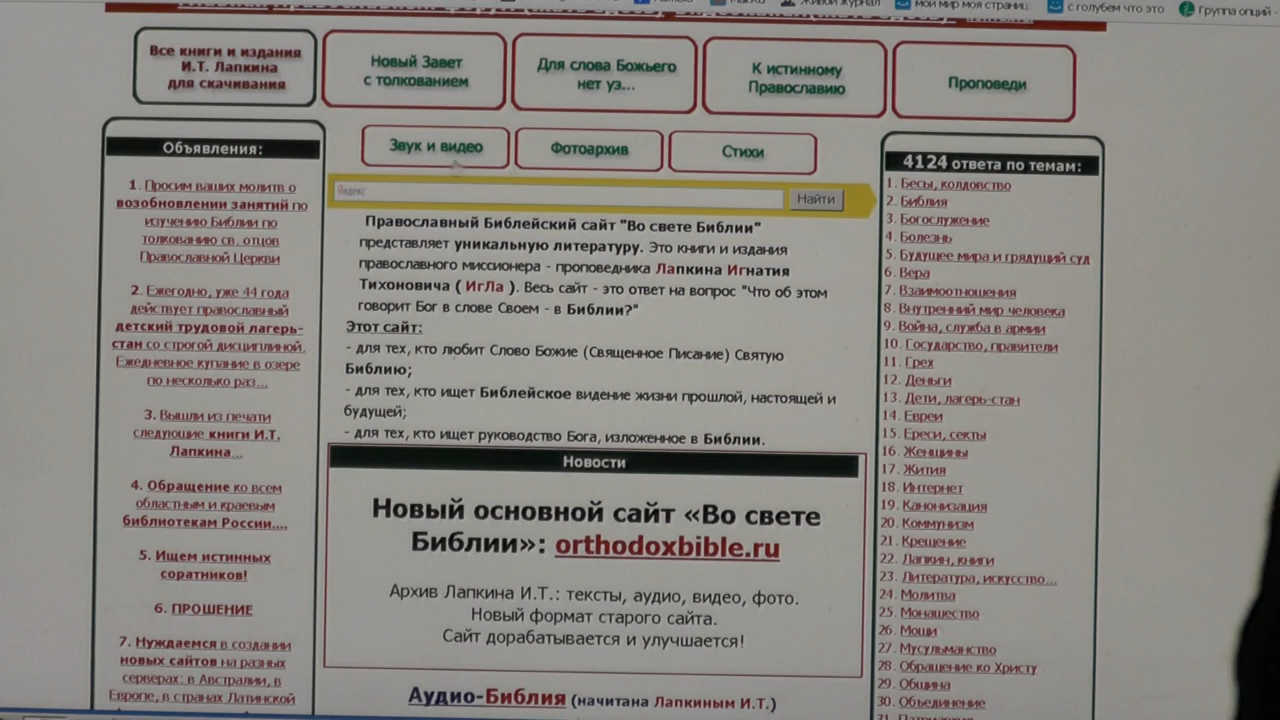 мой мир моя страниц
с голубем что это
Группа опций -
Все книги и издания
И.Т. Лапкина
для скачивания
Новый Завет
с толкованием
Для слова Божьего
нет уз...
К истинному
Православию
Проповеди
Звук и видео
Фотоархив
Стихи
Объявления:
1. Просим ваших молитв о
возобновлении занятий по
изучению Библии по
толкованию св. отцов
Православной Церкви
2. Ежегодно, уже 44 года
действует православный
детский трудовой лагерь-
стан со строгой дисциплиной.
Ежедневное купание в озере
по несколько раз...
3. Вышли из печати
следующие книги И.Т.
Лапкина...
4. Обращение ко всем
областным и краевым
библиотекам России....
5. Ищем истинных
соратников!
6. ПРОШЕНИЕ
7. Нуждаемся в создании
новых сайтов на разных
серверах: в Австралии, в
Европе, в странах Латинской
Яндекс
Найти
Православный Библейский сайт "Во свете Библии"
представляет уникальную литературу. Это книги и издания
православного миссионера - проповедника Лапкина Игнатия
Тихоновича ( ИгЛа ). Весь сайт - это ответ на вопрос "Что об этом
говорит Бог в слове Своем - в Библии?"
Этот сайт:
- для тех, кто любит Слово Божие (Священное Писание) Святую
Библию;
- для тех, кто ищет Библейское видение жизни прошлой, настоящей и
будущей;
- для тех, кто ищет руководство Бога, изложенное в Библии.
Новости
Новый основной сайт «Во свете
Библии»: orthodoxbible.ru
Архив Лапкина И.Т.: тексты, аудио, видео, фото.
Новый формат старого сайта.
Сайт дорабатывается и улучшается!
Аудио-Библия (начитана Лапкиным И.Т.)
4124 ответа по темам:
1. Бесы, колдовство
2. Библия
3. Богослужение
4. Болезнь
5. Будущее мира и грядущий суд
6. Вера
7. Взаимоотношения
8. Внутренний мир человека
9. Война, служба в армии
10. Государство, правители
11. Грех
12. Деньги
13. Дети, лагерь-стан
14. Евреи
15. Ереси, секты
16. Женщины
17. Жития
18. Интернет
19. Канонизация
20. Коммунизм
21. Крещение
22. Лапкин, книги
23. Литература, искусство...
24. Молитва
25. Монашество
26. Мощи
27. Мусульманство
28. Обращение ко Христу
29. Община
30. Объединение